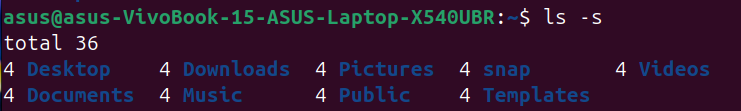 asus@asus-VivoBook-15-ASUS-Laptop-X540UBR:~$ ls -s
total 36
4 Desktop 4 Downloads 4 Pictures 4 snap 4 Videos
4 Documents 4 Music 4 Public 4 Templates